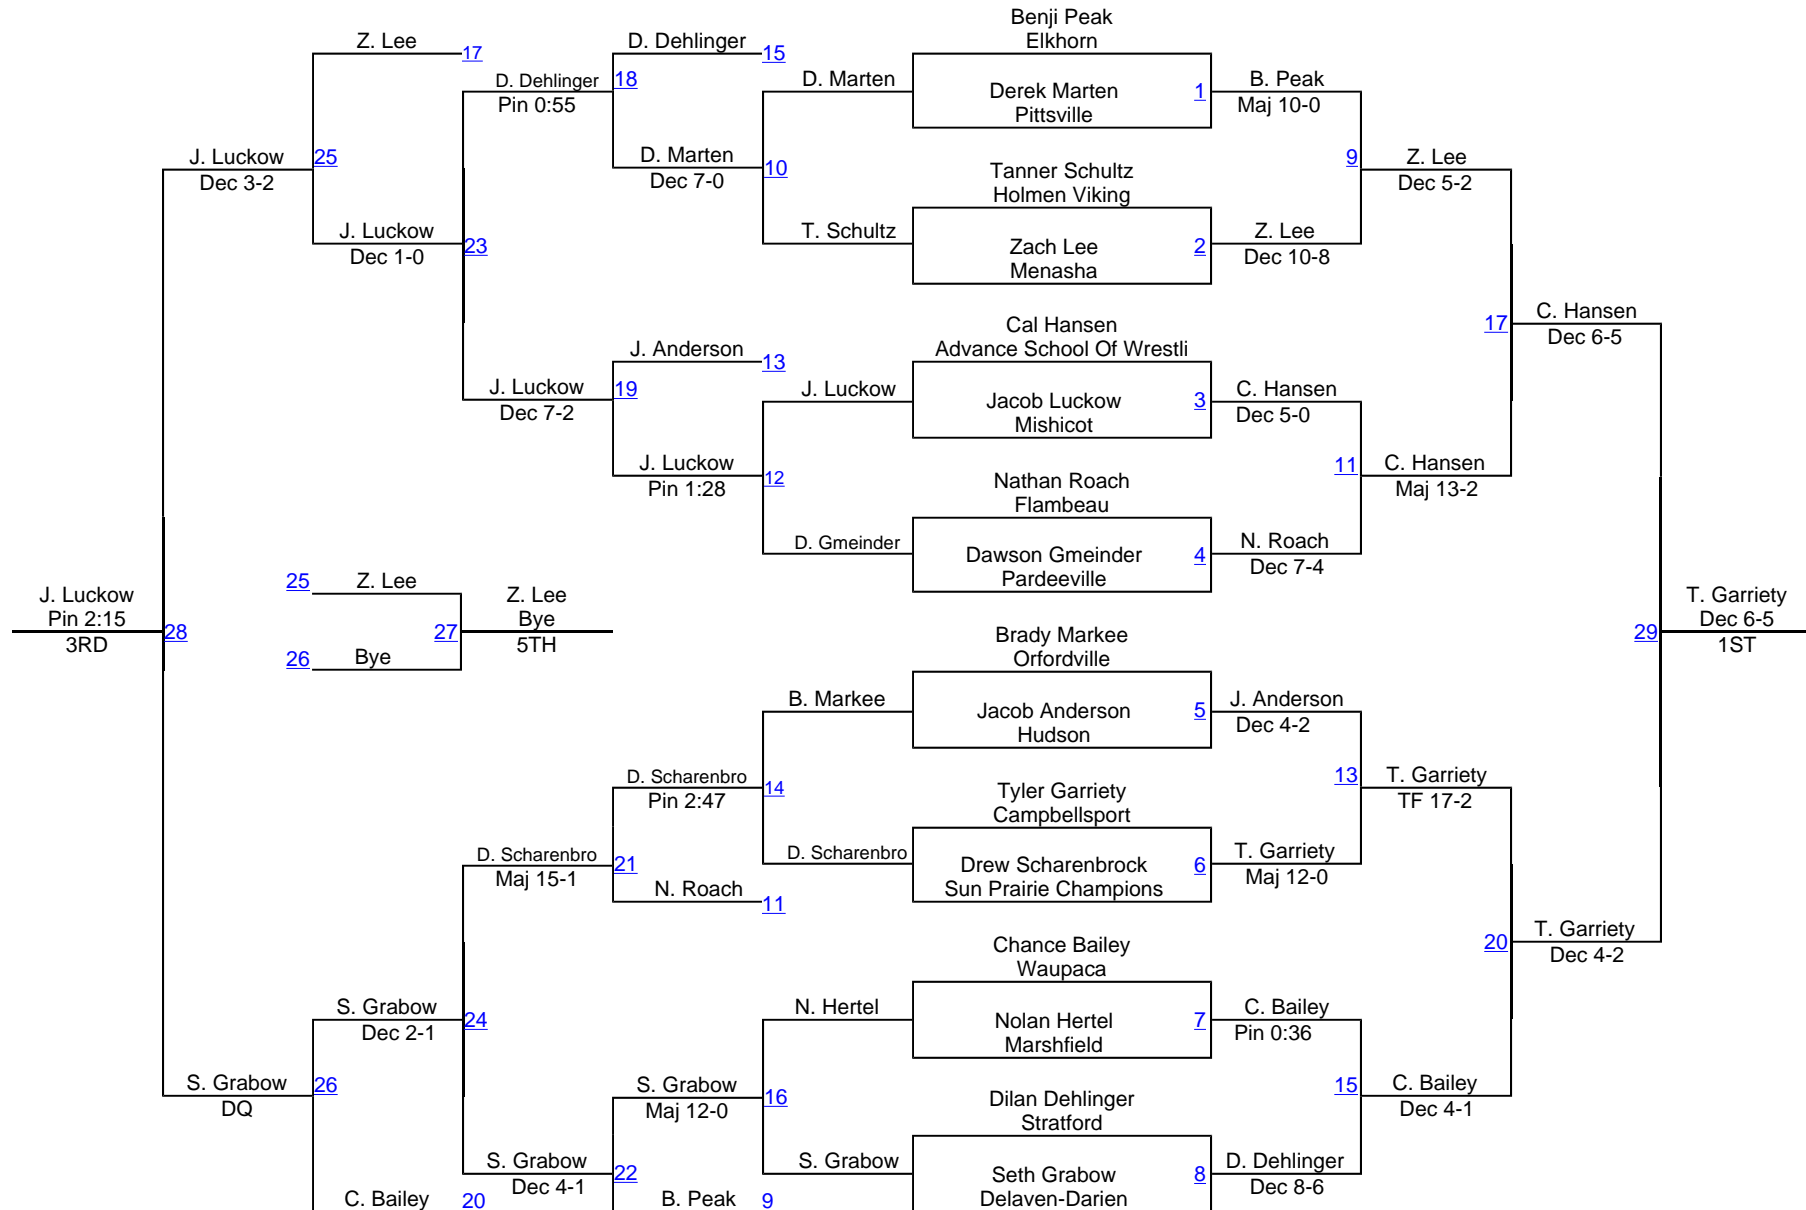 Benji Peak
Elkhorn
Z. Lee
17
D. Dehlinger
15
D. Dehlinger
Pin 0:55
18
D. Marten
Derek Marten
Pittsville
1
B. Peak
Maj 10-0
J. Luckow
Dec 3-2
25
D. Marten
Dec 7-0
10
Tanner Schultz
Holmen Viking
9
Z. Lee
Dec 5-2
J. Luckow
Dec 1-0
23
T. Schultz
Zach Lee
Menasha
2
Z. Lee
Dec 10-8
Cal Hansen
Advance School Of Wrestli
17
C. Hansen
Dec 6-5
J. Anderson
13
J. Luckow
Dec 7-2
19
J. Luckow
Jacob Luckow
Mishicot
3
C. Hansen
Dec 5-0
J. Luckow
Pin 1:28
12
Nathan Roach
Flambeau
11
C. Hansen
Maj 13-2
D. Gmeinder
Dawson Gmeinder
Pardeeville
4
N. Roach
Dec 7-4
J. Luckow
Pin 2:15
3RD
28
25
Z. Lee
26
Bye
27
Z. Lee
Bye
5TH
Brady Markee
Orfordville
29
T. Garriety
Dec 6-5
1ST
B. Markee
Jacob Anderson
Hudson
5
J. Anderson
Dec 4-2
D. Scharenbro
Pin 2:47
14
Tyler Garriety
Campbellsport
13
T. Garriety
TF 17-2
D. Scharenbro
Maj 15-1
21
D. Scharenbro
Drew Scharenbrock
Sun Prairie Champions
6
T. Garriety
Maj 12-0
N. Roach
11
Chance Bailey
Waupaca
20
T. Garriety
Dec 4-2
S. Grabow
Dec 2-1
24
N. Hertel
Nolan Hertel
Marshfield
7
C. Bailey
Pin 0:36
S. Grabow
DQ
26
S. Grabow
Maj 12-0
16
Dilan Dehlinger
Stratford
15
C. Bailey
Dec 4-1
S. Grabow
Dec 4-1
22
S. Grabow
Seth Grabow
Delaven-Darien
8
D. Dehlinger
Dec 8-6
C. Bailey
20
B. Peak
9